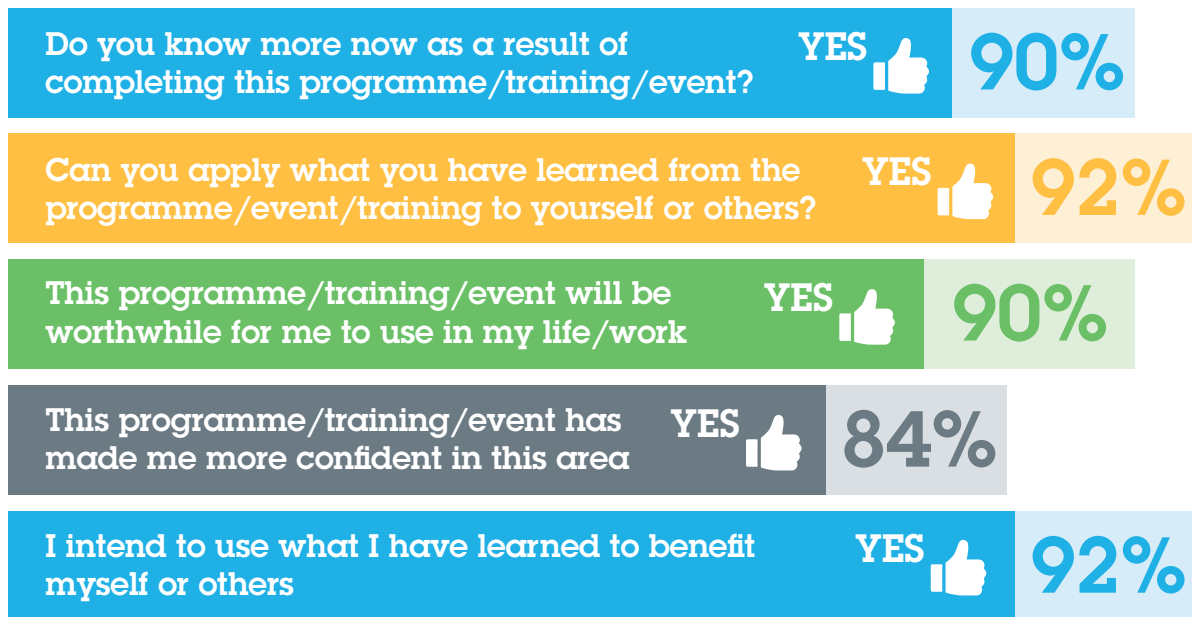 Do you know more now as a result of
completing this programme/training/event?
YES
90%
Can you apply what you have learned from the
programme/event/training to yourself or others?
YES
92%
This programme/training/event will be
worthwhile for me to use in my life/work
YES
90%
This programme/training/event has
made me more confident in this area
YES
84%
I intend to use what I have learned to benefit
myself or others
YES
92%